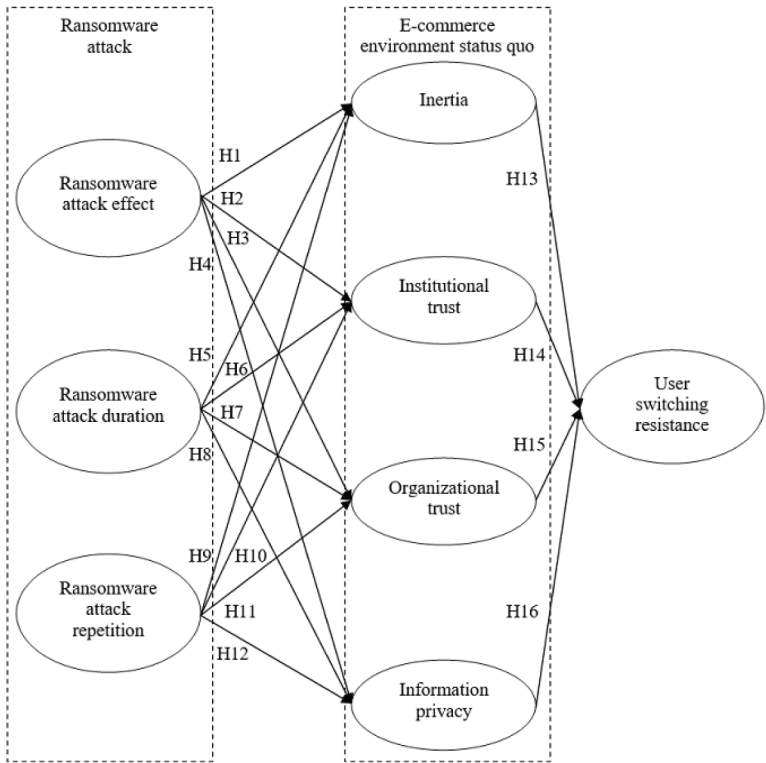 Ransomware
attack
E-commerce
environment status quo
Ransomware
attack effect
Ransomware
attack duration
Ransomware
attack
repetition
H1
H2
H3
H4
H5
H6
H7
H8
H9
H10
H11
H12
Inertia
Institutional
trust
Organizational
trust
Information
privacy
H13
H14
H15
H16
User
switching
resistance